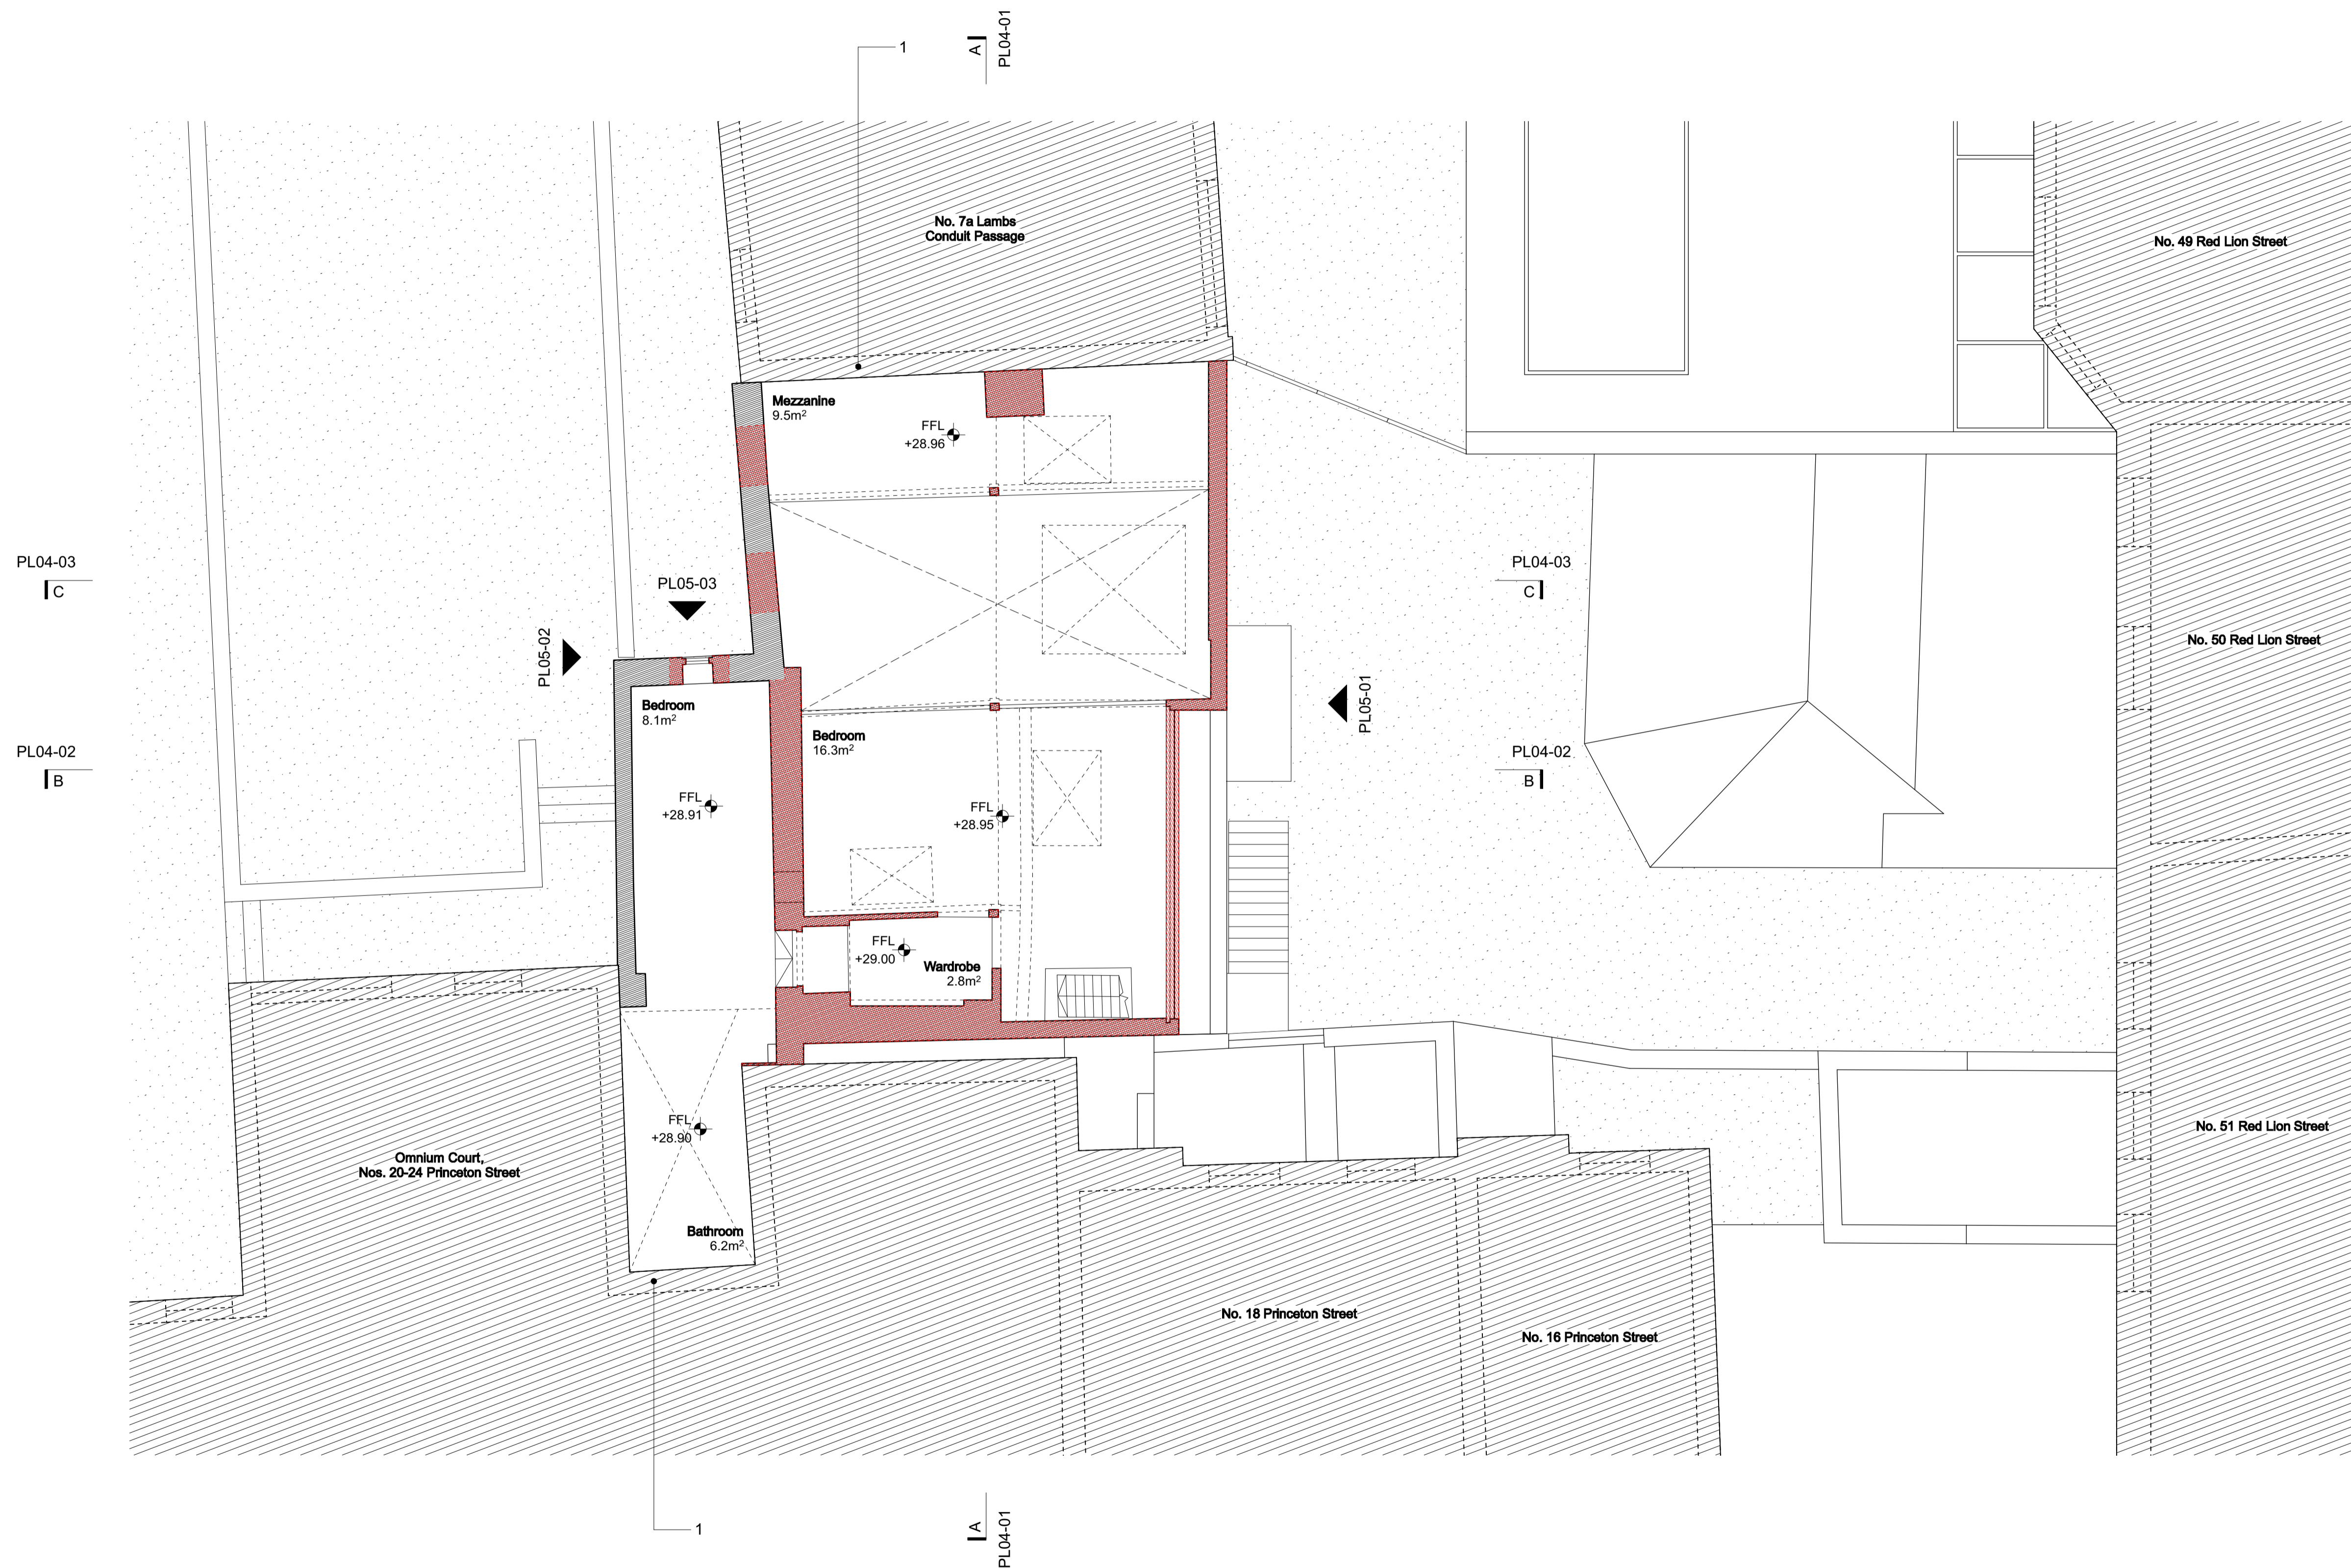 1
A
PL04-01
No. 7a Lambs
Conduit Passage
No. 49 Red Lion Street
Mezzanine
9.5m²
FFL
+28.96
PL04-03
C
PL05-03
PL05-02
PL04-03
C
No. 50 Red Lion Street
Bedroom
8.1m²
Bedroom
16.3m²
PL05-01
PL04-02
B
PL04-02
B
FFL
+28.91
FFL
+28.95
FFL
+29.00
Wardrobe
2.8m²
FFL
+28.90
Omnium Court,
Nos. 20-24 Princeton Street
No. 51 Red Lion Street
Bathroom
6.2m²
No. 18 Princeton Street
No. 16 Princeton Street
1
A
PL04-01